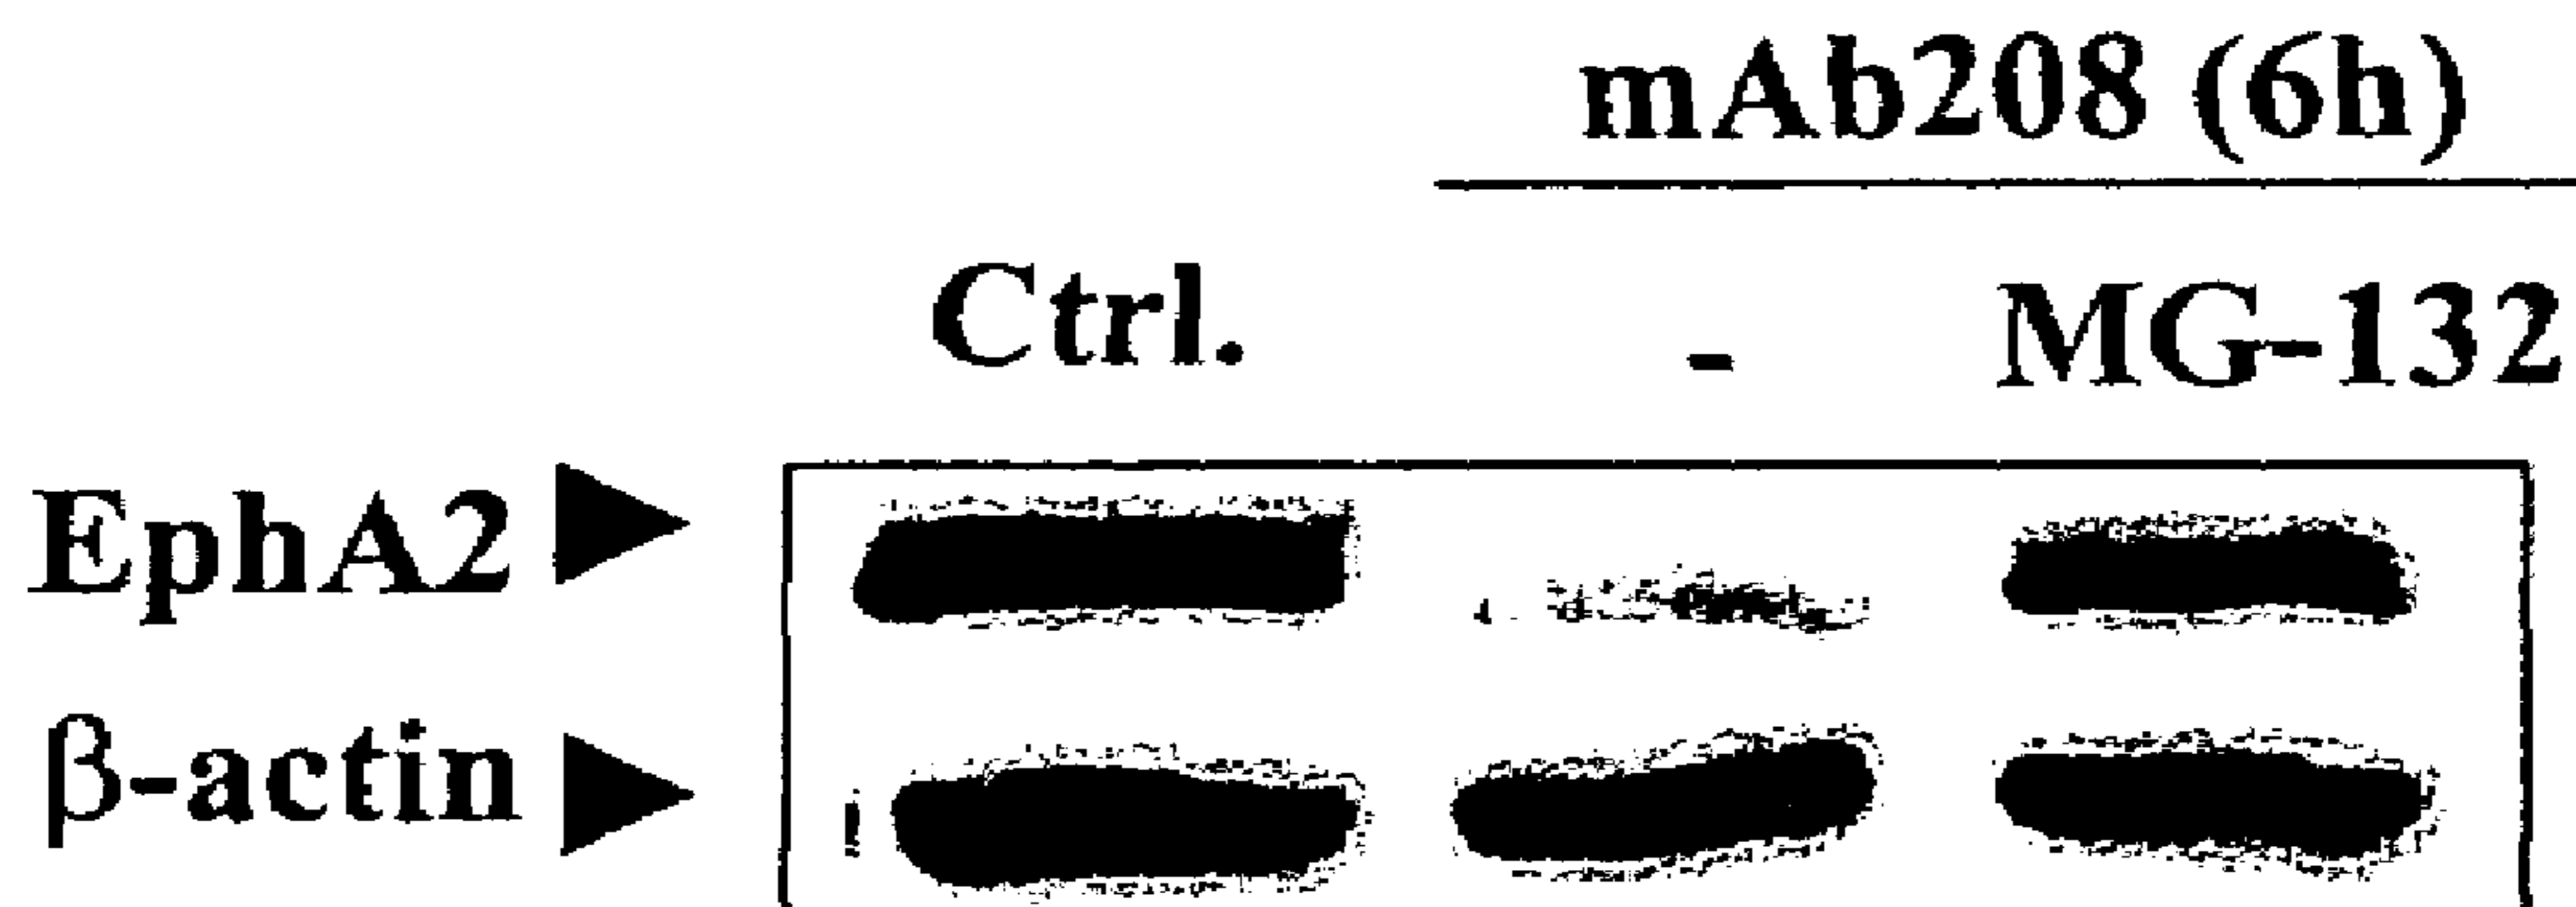 mAb208 (6h)
Ctrl. - MG-132
EphA2
β-actin